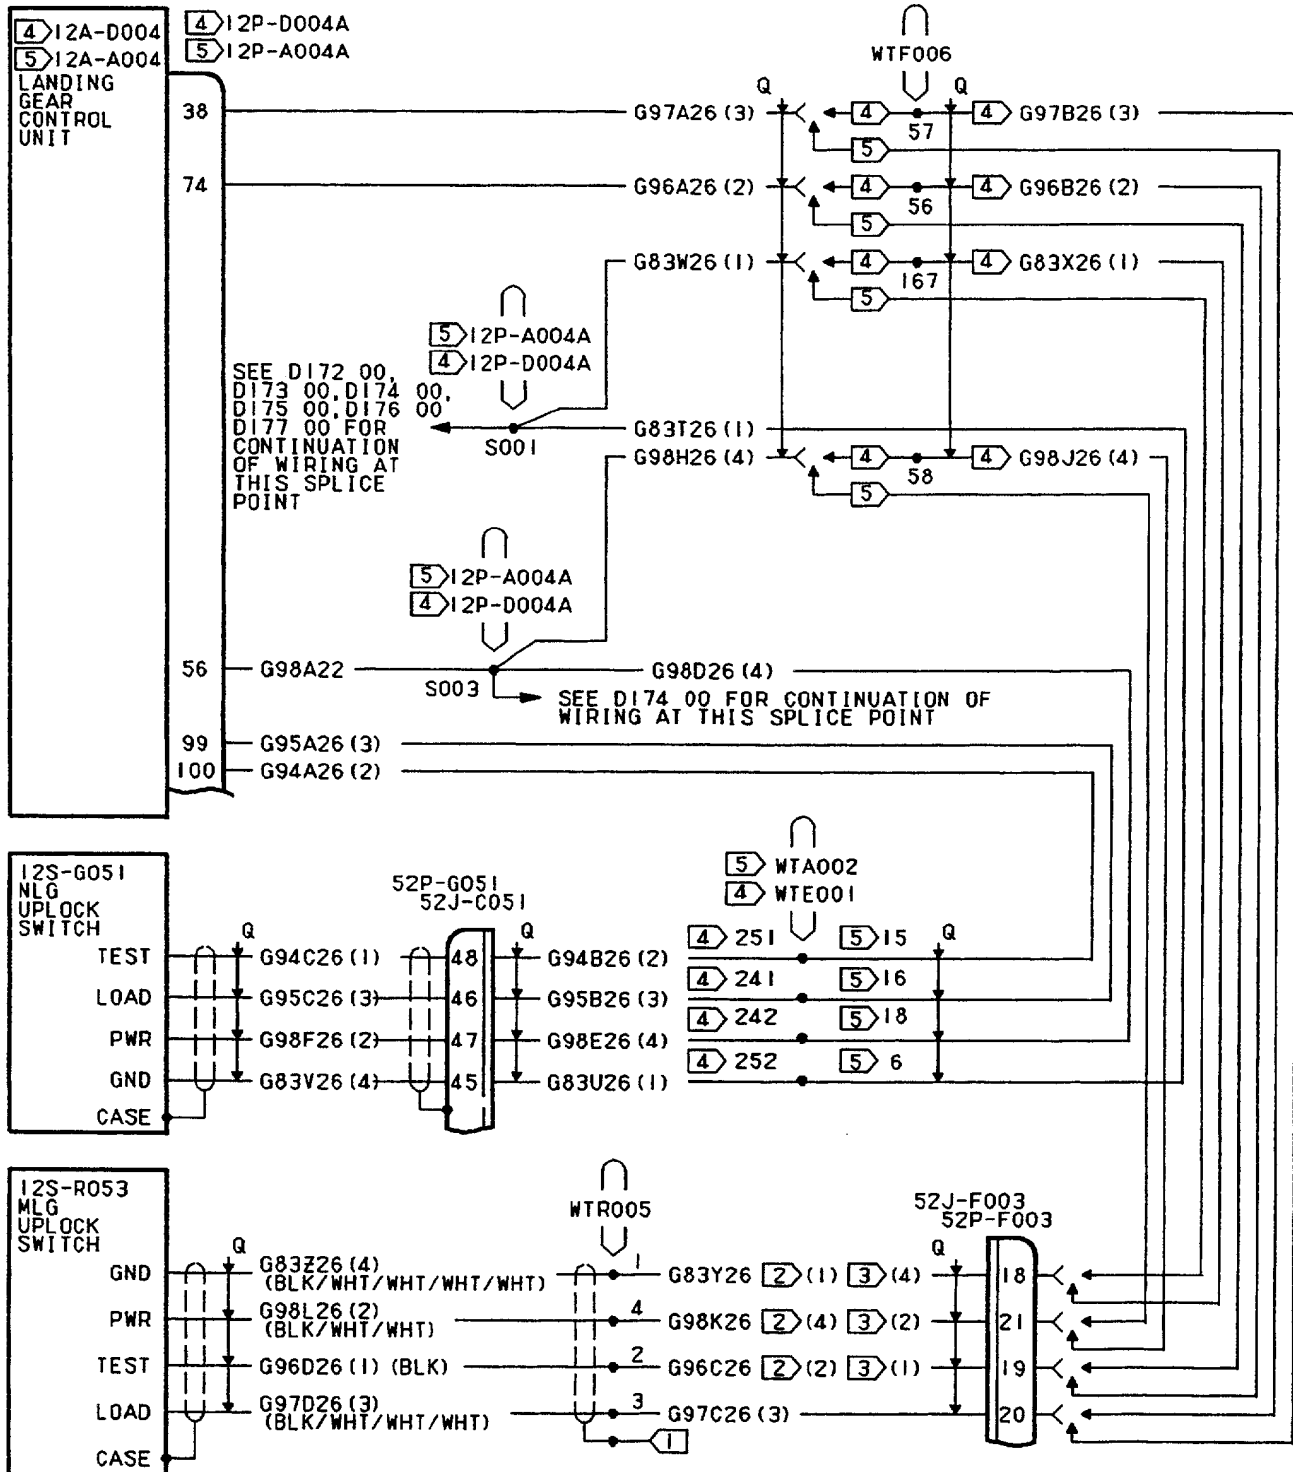 4 12A-D004
5 12A-A004
LANDING
GEAR
CONTROL
UNIT
4 12P-D004A
5 12P-A004A
WTF006
Q
Q
38
G97A26 (3)
4
57
4 G97B26 (3)
5
74
G96A26 (2)
4
56
4 G96B26 (2)
5
G83W26 (1)
4
167
4 G83X26 (1)
5
5 12P-A004A
4 12P-D004A
SEE D172 00,
D173 00,D174 00,
D175 00,D176 00,
D177 00 FOR
CONTINUATION
OF WIRING AT
THIS SPLICE
POINT
S001
G83T26 (1)
G98H26 (4)
4
58
4 G98J26 (4)
5
5 12P-A004A
4 12P-D004A
56
G98A22
S003
G98D26 (4)
SEE D174 00 FOR CONTINUATION OF
WIRING AT THIS SPLICE POINT
99
G95A26 (3)
100
G94A26 (2)
12S-G051
NLG
UPLOCK
SWITCH
52P-G051
52J-C051
5 WTA002
4 WTE001
Q
Q
Q
TEST
G94C26 (1)
48
G94B26 (2)
4 251
5 15
LOAD
G95C26 (3)
46
G95B26 (3)
4 241
5 16
PWR
G98F26 (2)
47
G98E26 (4)
4 242
5 18
GND
G83V26 (4)
45
G83U26 (1)
4 252
5 6
CASE
12S-R053
MLG
UPLOCK
SWITCH
WTR005
52J-F003
52P-F003
Q
Q
GND
G83Z26 (4)
(BLK/WHT/WHT/WHT/WHT)
1
G83Y26 2 (1) 3 (4)
18
PWR
G98L26 (2)
(BLK/WHT/WHT)
4
G98K26 2 (4) 3 (2)
21
TEST
G96D26 (1) (BLK)
2
G96C26 2 (2) 3 (1)
19
LOAD
G97D26 (3)
(BLK/WHT/WHT/WHT)
3
G97C26 (3)
20
1
CASE